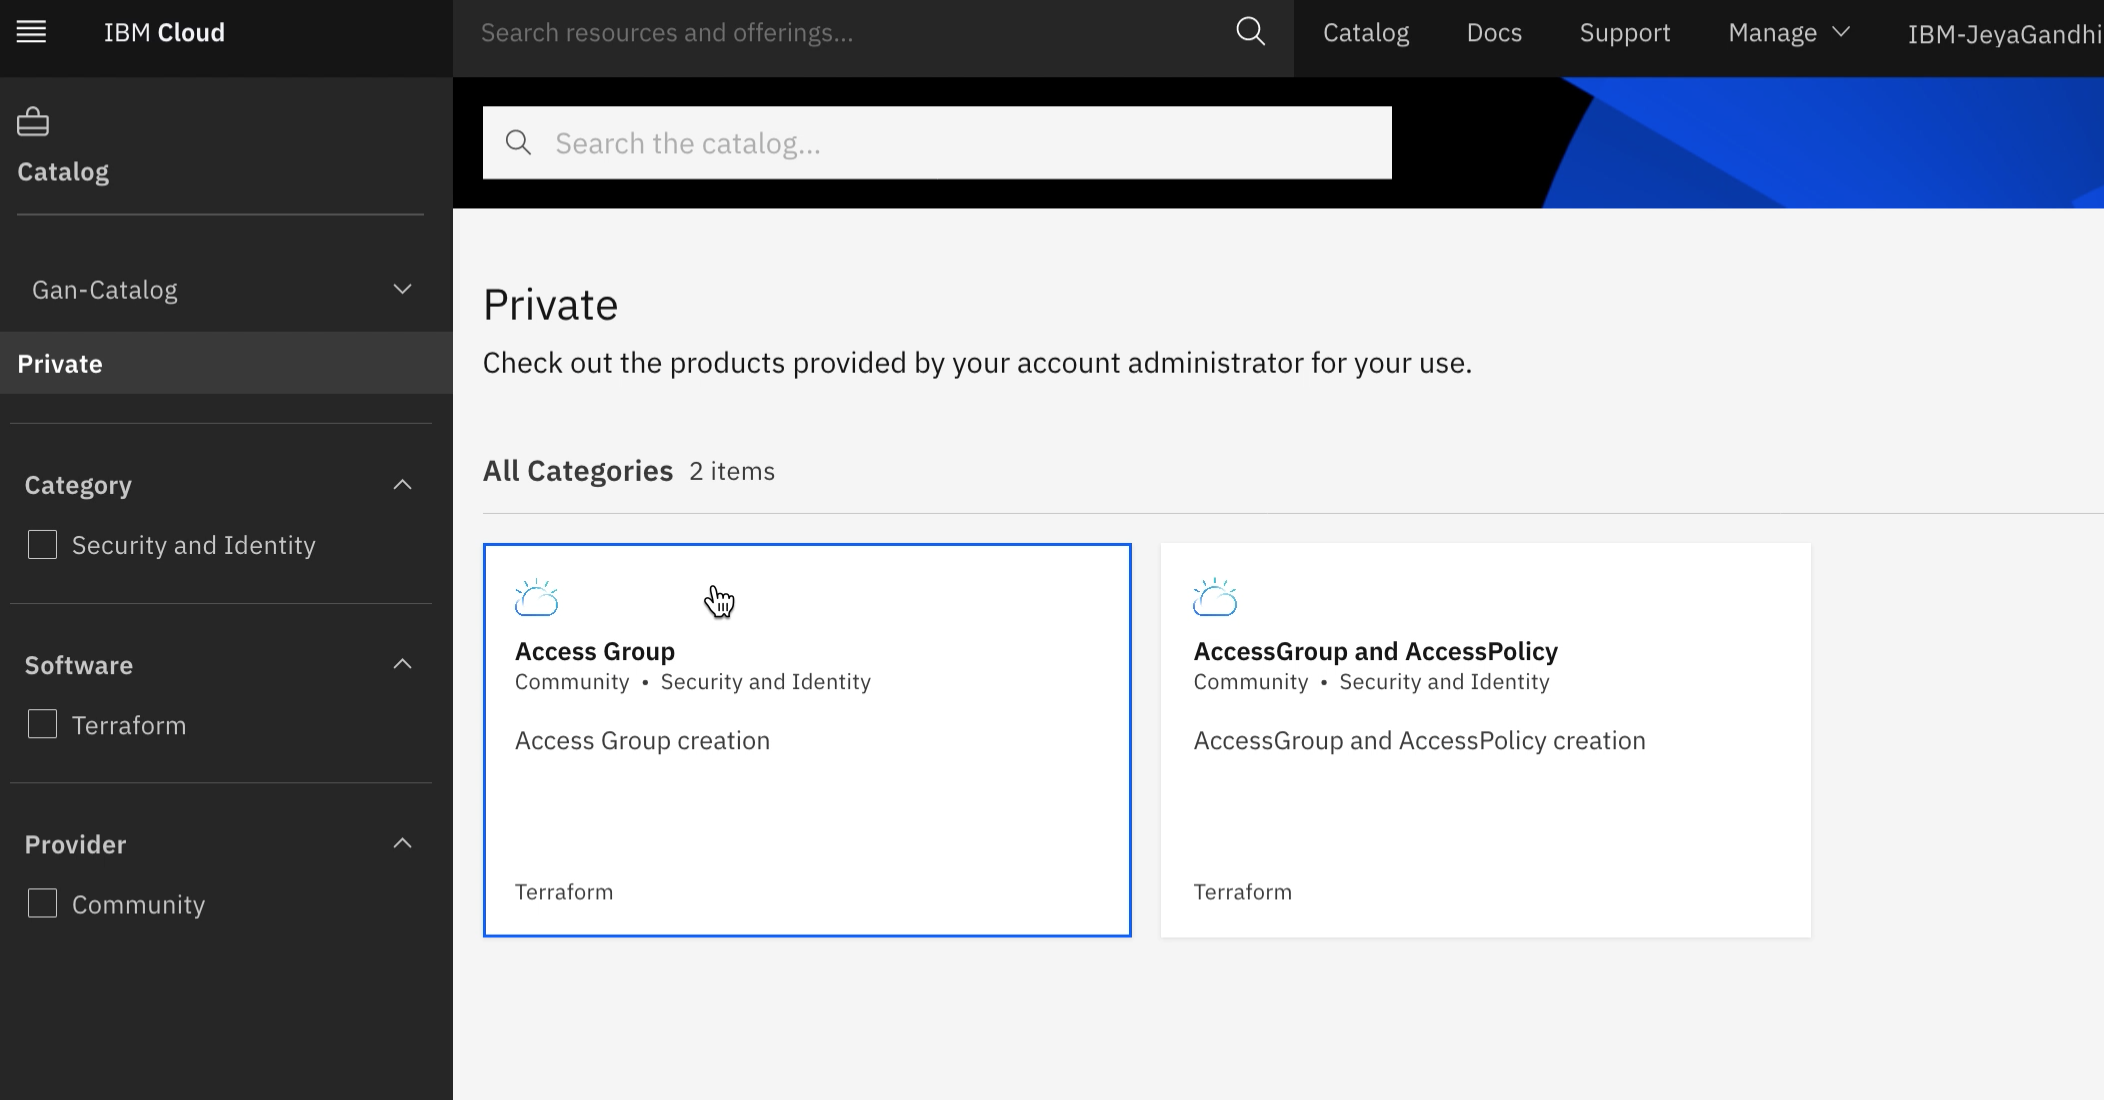 IBM Cloud
Search resources and offerings...
Catalog
Docs
Support
Manage
IBM-JeyaGandhi
Catalog
Search the catalog...
Gan-Catalog
Private
Category
Security and Identity
Software
Terraform
Provider
Community
Private
Check out the products provided by your account administrator for your use.
All Categories 2 items
Access Group
Community • Security and Identity
Access Group creation
Terraform
AccessGroup and AccessPolicy
Community • Security and Identity
AccessGroup and AccessPolicy creation
Terraform